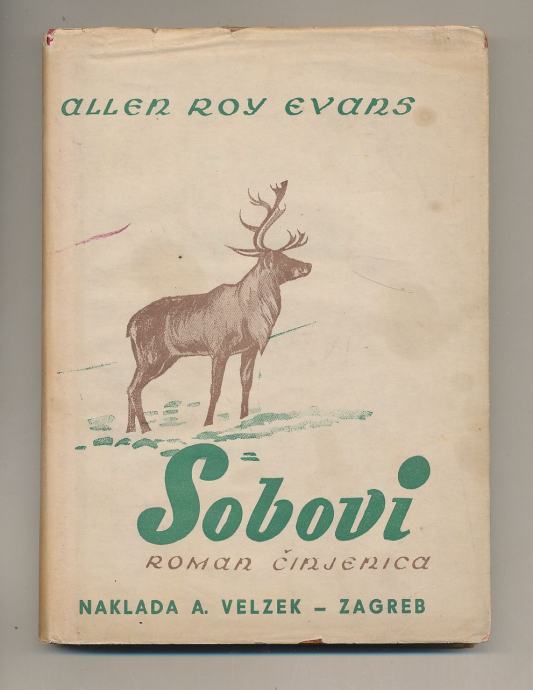 ALLEN ROY EVANS
Sobovi
ROMAN ČINJENICA
NAKLADA A. VELZEK – ZAGREB